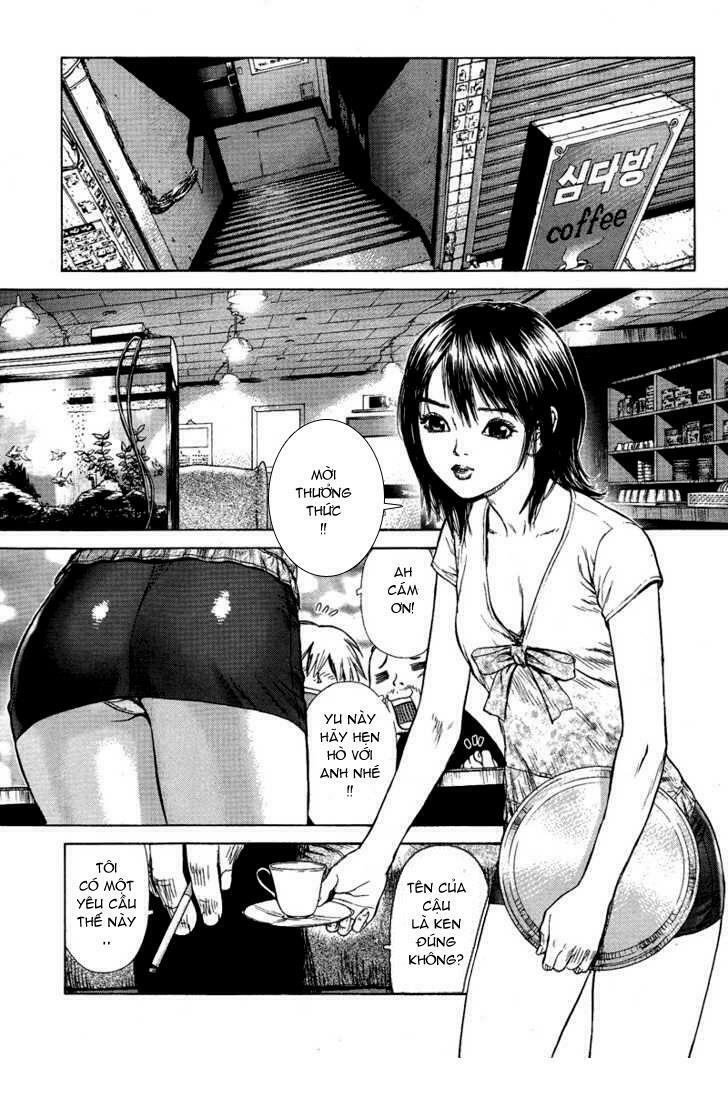 심다방
coffee
MỜI
THƯỞNG
THỨC
!!
AH
CÁM
ƠN!
YU NÀY
HÃY HẸN
HÒ VỚI
ANH NHÉ
!!
TÊN CỦA
CẬU
LÀ KEN
ĐÚNG
KHÔNG?
TÔI
CÓ MỘT
YÊU CẦU
THẾ NÀY
..